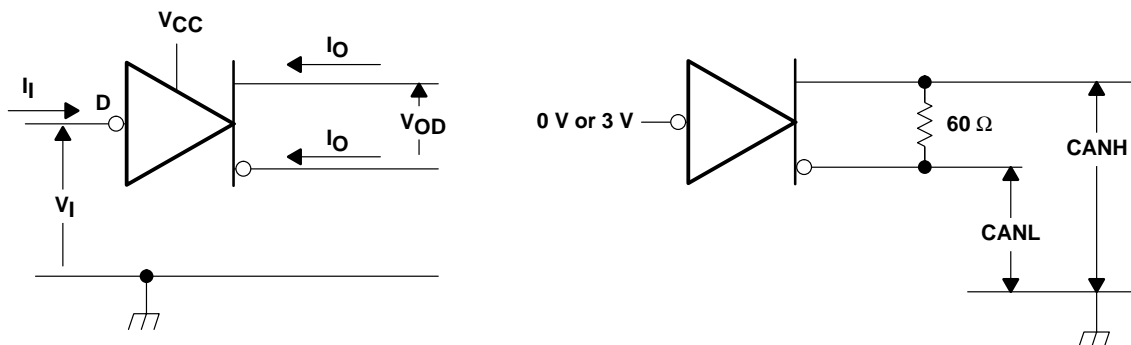 VCC
IO
II
D
VOD
IO
VI
0 V or 3 V
60 Ω
CANH
CANL